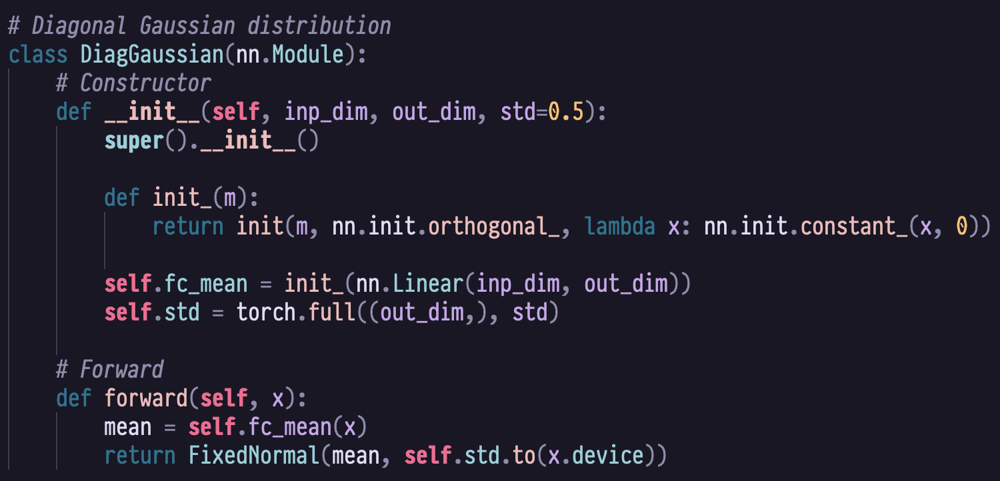 # Diagonal Gaussian distribution
class DiagGaussian(nn.Module):
    # Constructor
    def __init__(self, inp_dim, out_dim, std=0.5):
        super().__init__()

        def init_(m):
            return init(m, nn.init.orthogonal_, lambda x: nn.init.constant_(x, 0))

        self.fc_mean = init_(nn.Linear(inp_dim, out_dim))
        self.std = torch.full((out_dim,), std)

    # Forward
    def forward(self, x):
        mean = self.fc_mean(x)
        return FixedNormal(mean, self.std.to(x.device))